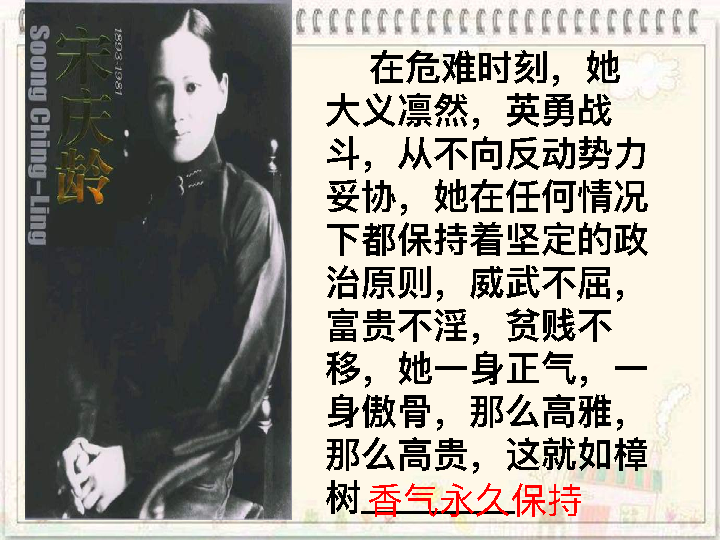 宋庆龄
1893-1981
Soong Ching-Ling
在危难时刻，她
大义凛然，英勇战
斗，从不向反动势力
妥协，她在任何情况
下都保持着坚定的政
治原则，威武不屈，
富贵不淫，贫贱不
移，她一身正气，一
身傲骨，那么高雅，
那么高贵，这就如樟
树香气永久保持